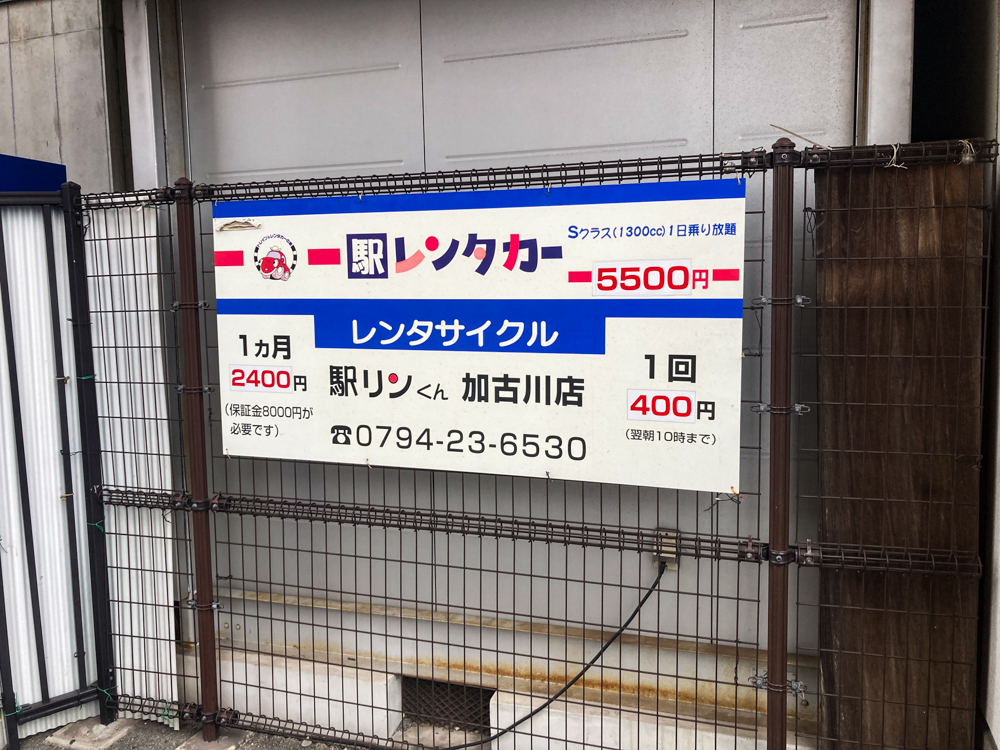 駅レンタカー
Sクラス(1300cc)1日乗り放題
5500円
レンタサイクル
1ヵ月
2400円
(保証金8000円が
必要です)
駅リンくん 加古川店
☎0794-23-6530
1回
400円
(翌朝10時まで)